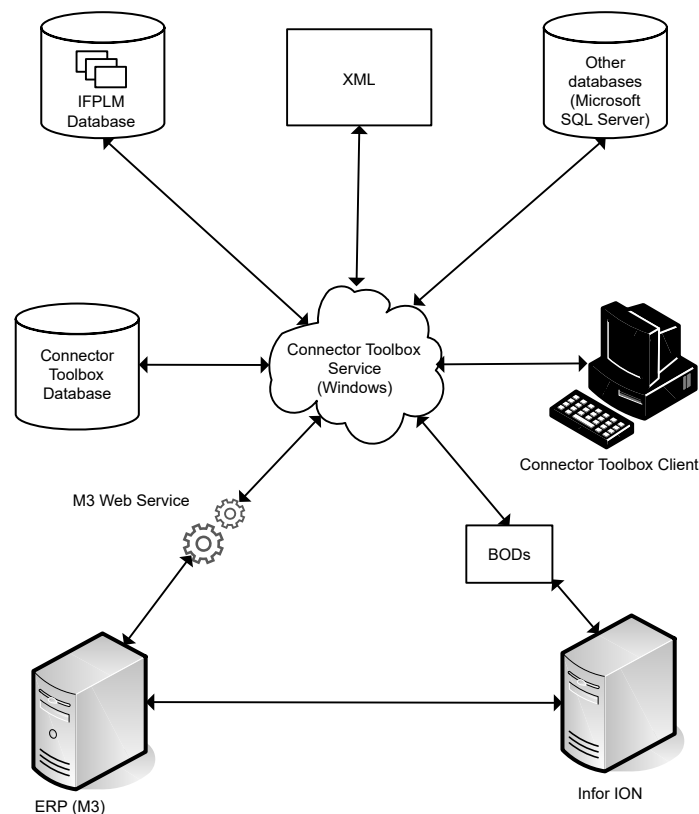 IFPLM
Database
XML
Other
databases
(Microsoft
SQL Server)
Connector
Toolbox
Database
Connector Toolbox
Service
(Windows)
Connector Toolbox Client
M3 Web Service
BODs
ERP (M3)
Infor ION